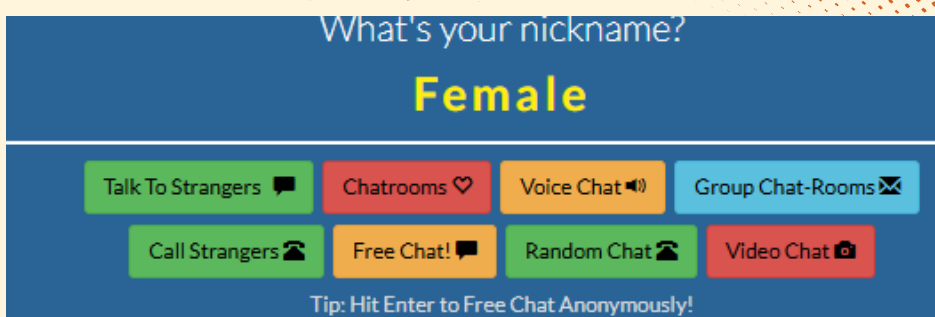 What's your nickname?
Female
Talk To Strangers Chatrooms Voice Chat Group Chat-Rooms
Call Strangers Free Chat! Random Chat Video Chat
Tip: Hit Enter to Free Chat Anonymously!